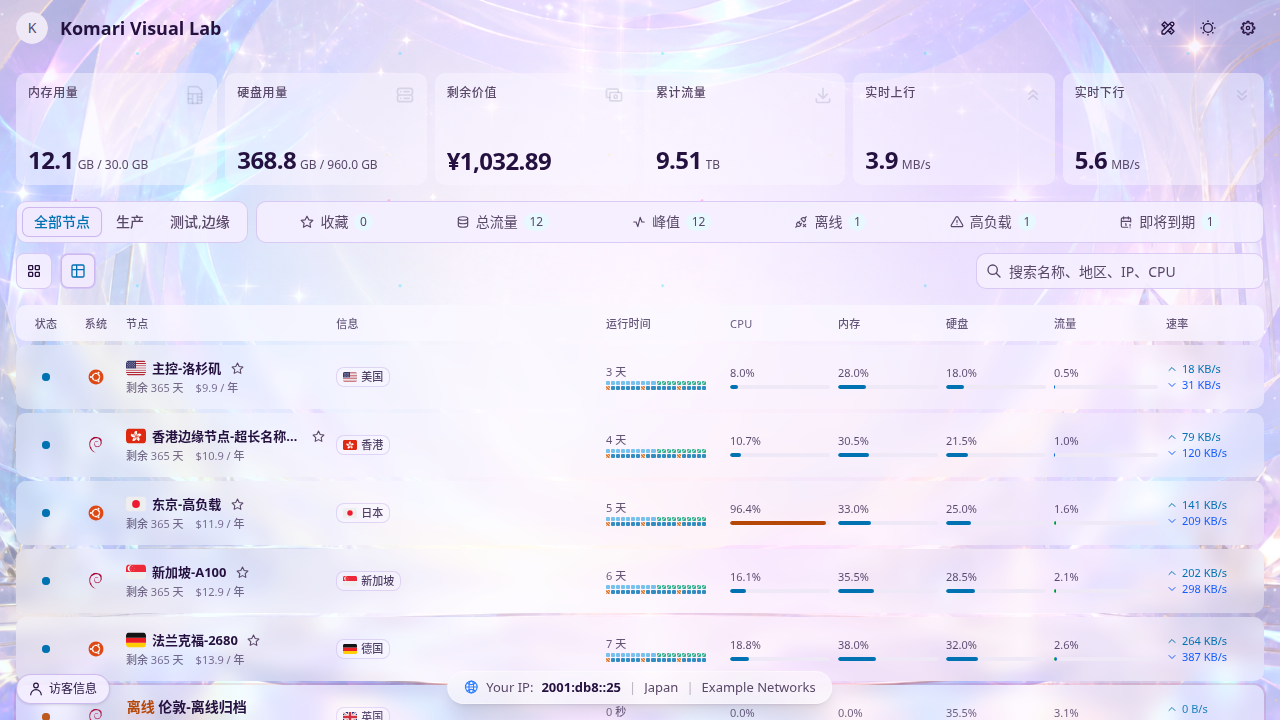 K
Komari Visual Lab
内存用量
硬盘用量
剩余价值
累计流量
实时上行
实时下行
12.1 GB / 30.0 GB
368.8 GB / 960.0 GB
¥1,032.89
9.51 TB
3.9 MB/s
5.6 MB/s
全部节点
生产
测试,边缘
收藏 0
总流量 12
峰值 12
离线 1
高负载 1
即将到期 1
搜索名称、地区、IP、CPU
状态 系统 节点 信息 运行时间 CPU 内存 硬盘 流量 速率
主控-洛杉矶
剩余 365 天 $9.9 / 年
美国
3 天
8.0%
28.0%
18.0%
0.5%
18 KB/s
31 KB/s
香港边缘节点-超长名称...
剩余 365 天 $10.9 / 年
香港
4 天
10.7%
30.5%
21.5%
1.0%
79 KB/s
120 KB/s
东京-高负载
剩余 365 天 $11.9 / 年
日本
5 天
96.4%
33.0%
25.0%
1.6%
141 KB/s
209 KB/s
新加坡-A100
剩余 365 天 $12.9 / 年
新加坡
6 天
16.1%
35.5%
28.5%
2.1%
202 KB/s
298 KB/s
法兰克福-2680
剩余 365 天 $13.9 / 年
德国
7 天
18.8%
38.0%
32.0%
2.6%
264 KB/s
387 KB/s
离线 伦敦-离线归档
英国
0 秒
0.0%
0.0%
35.5%
3.1%
0 B/s
访客信息
Your IP: 2001:db8::25 | Japan | Example Networks